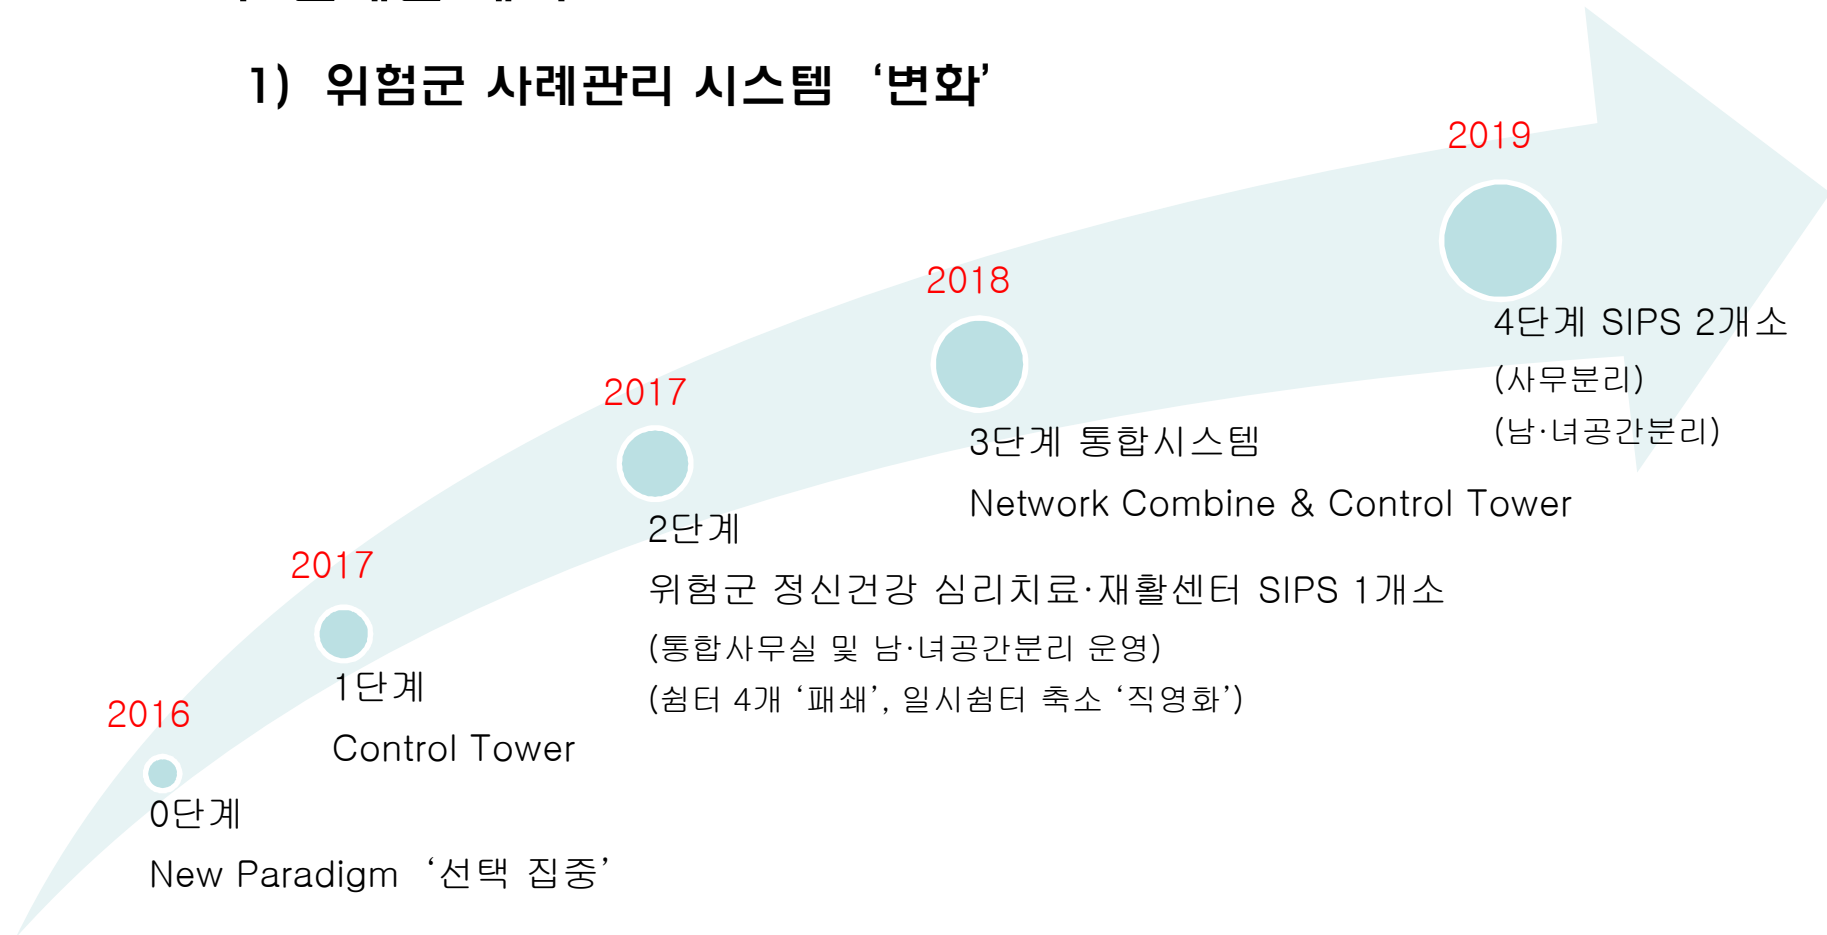 1) 위험군 사례관리 시스템 ‘변화’
2019
4단계 SIPS 2개소
(사무분리)
(남·녀공간분리)
2018
3단계 통합시스템
Network Combine & Control Tower
2017
2단계
위험군 정신건강 심리치료·재활센터 SIPS 1개소
(통합사무실 및 남·녀공간분리 운영)
(쉼터 4개 ‘패쇄’, 일시쉼터 축소 ‘직영화’)
2017
1단계
Control Tower
2016
0단계
New Paradigm ‘선택 집중’